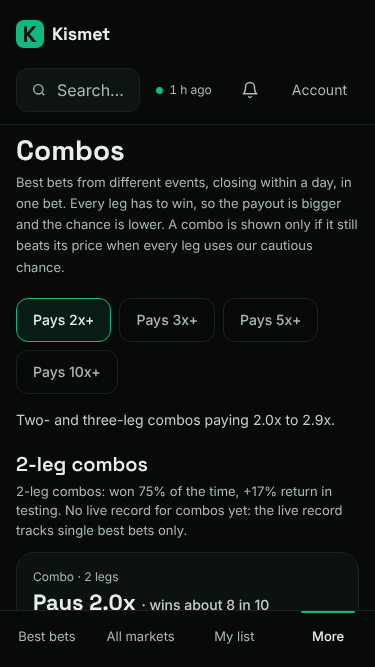 K Kismet
Search... 1 h ago Account
Combos
Best bets from different events, closing within a day, in
one bet. Every leg has to win, so the payout is bigger
and the chance is lower. A combo is shown only if it still
beats its price when every leg uses our cautious
chance.
Pays 2x+ Pays 3x+ Pays 5x+
Pays 10x+
Two- and three-leg combos paying 2.0x to 2.9x.
2-leg combos
2-leg combos: won 75% of the time, +17% return in
testing. No live record for combos yet: the live record
tracks single best bets only.
Combo · 2 legs
Pays 2.0x · wins about 8 in 10
Best bets All markets My list More